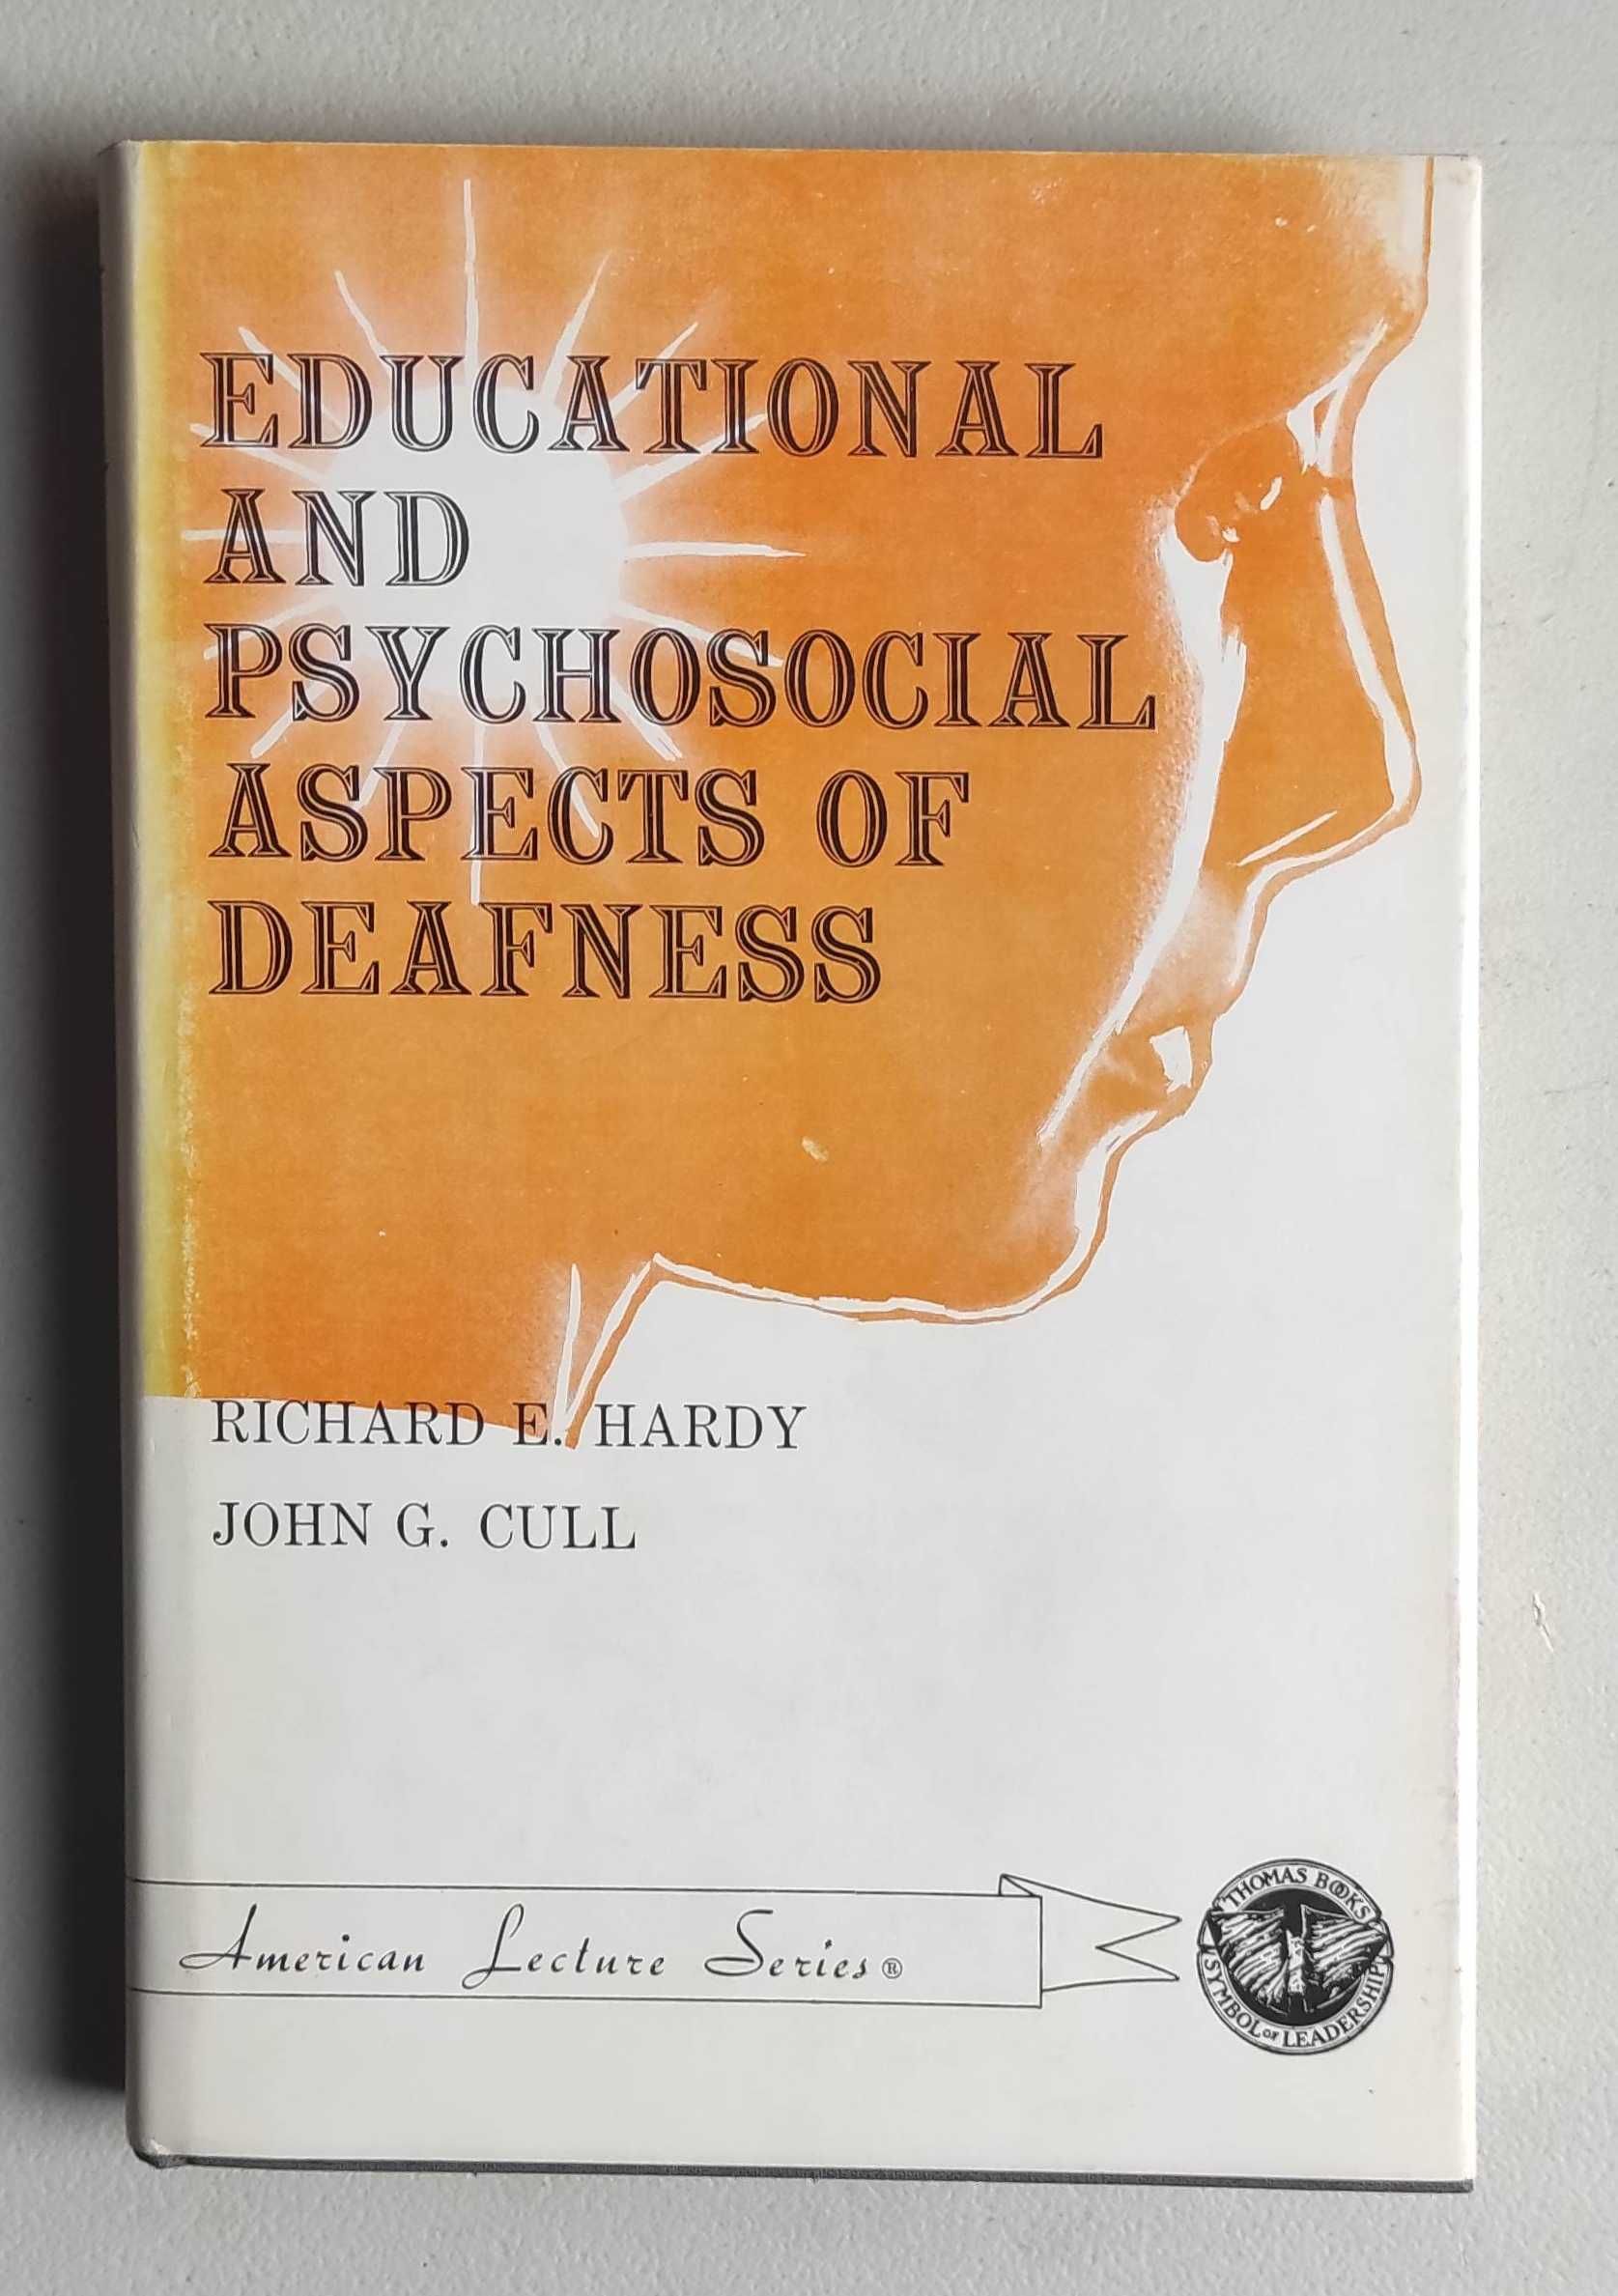 EDUCATIONAL
AND
PSYCHOSOCIAL
ASPECTS OF
DEAFNESS
RICHARD E. HARDY
JOHN G. CULL
American Lecture Series®
THOMAS BOOKS
SYMBOL OF LEADERSHIP